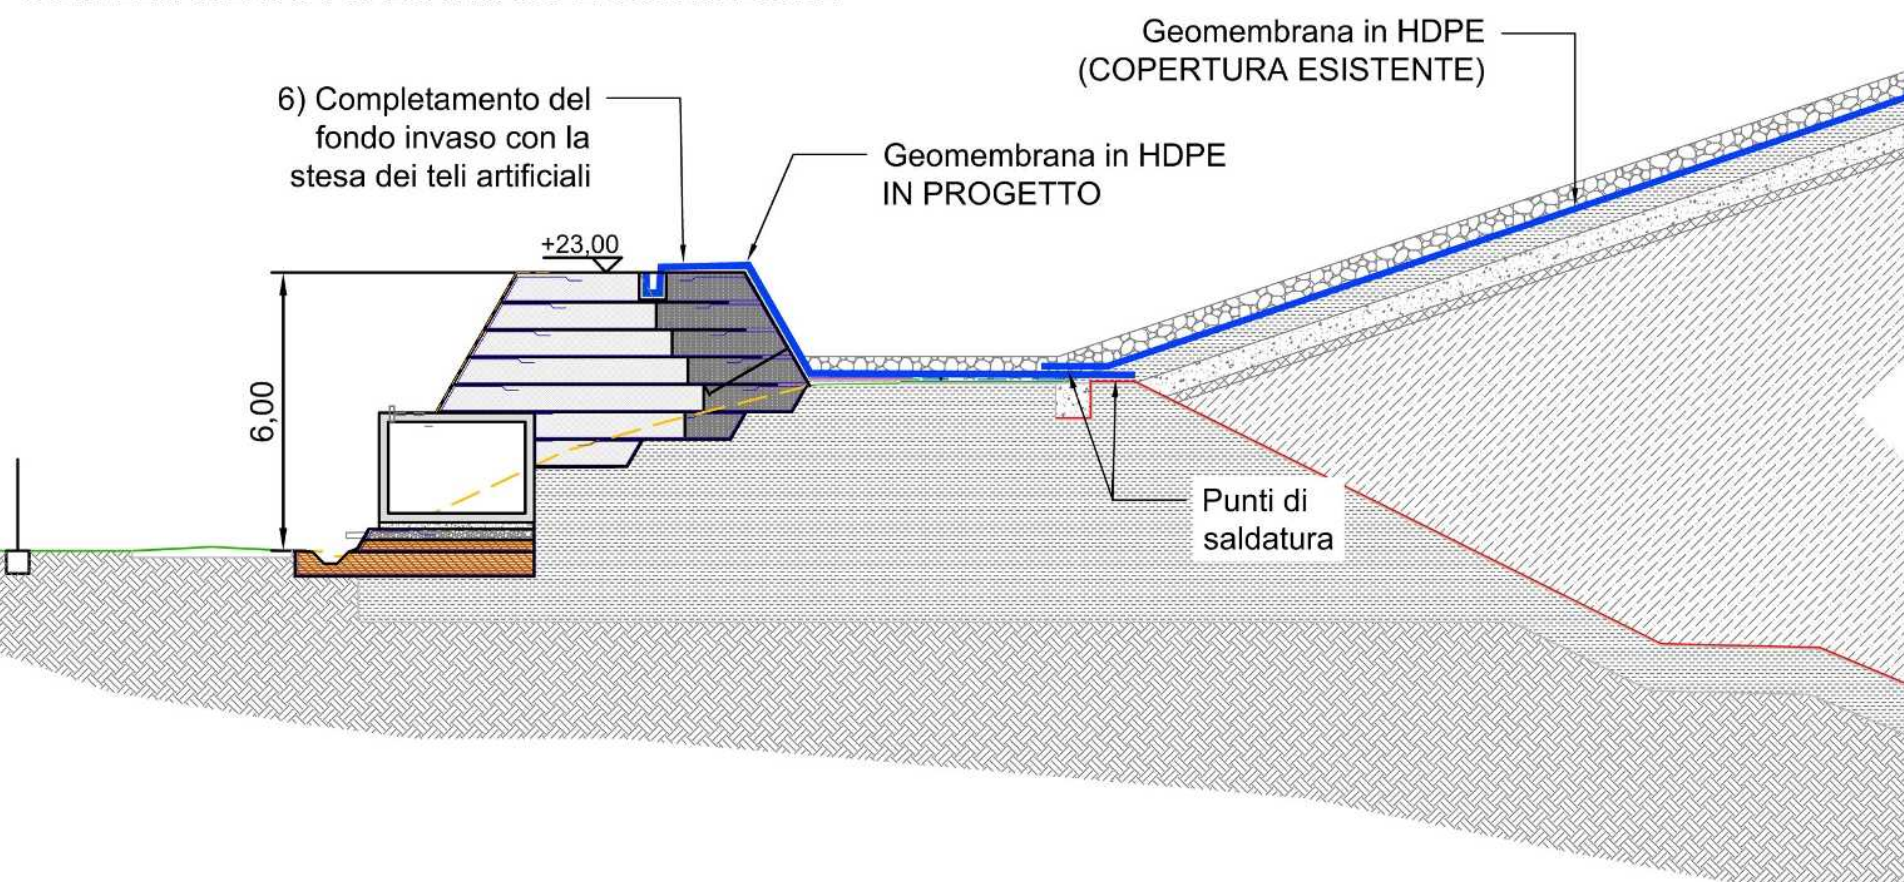 Geomembrana in HDPE
(COPERTURA ESISTENTE)
6) Completamento del
fondo invaso con la
stesa dei teli artificiali
Geomembrana in HDPE
IN PROGETTO
+23,00
6,00
Punti di
saldatura